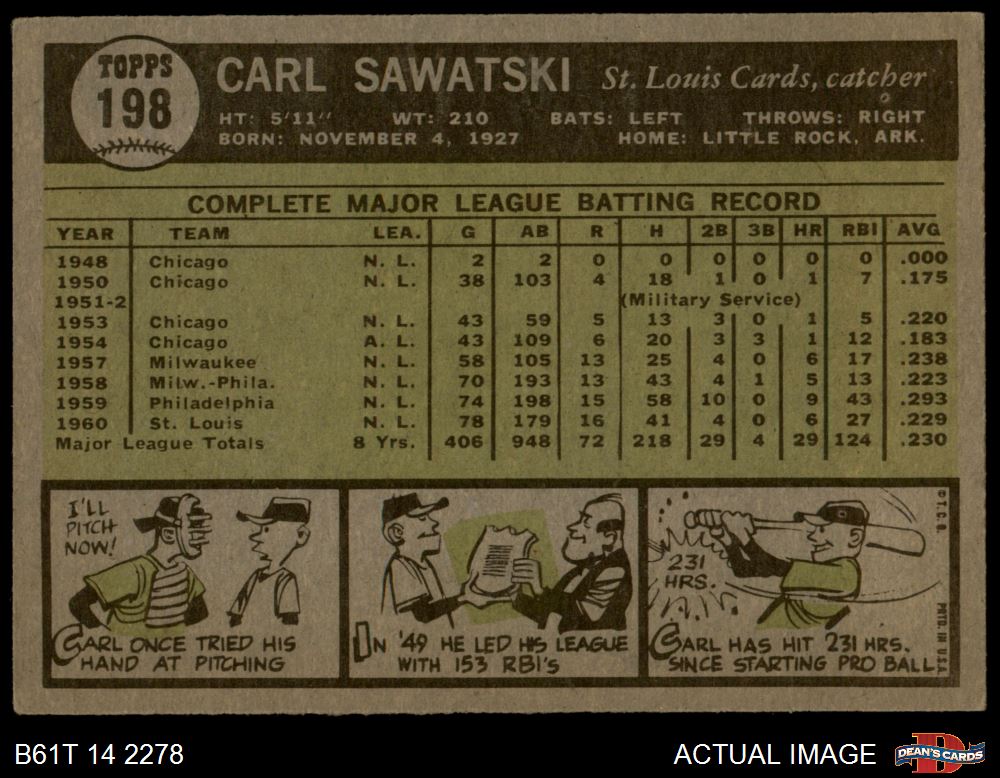 TOPPS
198
CARL SAWATSKI St. Louis Cards, catcher
HT: 5'11" WT: 210 BATS: LEFT THROWS: RIGHT
BORN: NOVEMBER 4, 1927 HOME: LITTLE ROCK, ARK.
COMPLETE MAJOR LEAGUE BATTING RECORD
YEAR TEAM LEA. G AB R H 2B 3B HR RBI AVG
1948 Chicago N. L. 2 2 0 0 0 0 0 0 .000
1950 Chicago N. L. 38 103 4 18 1 0 1 7 .175
1951-2 (Military Service)
1953 Chicago N. L. 43 59 5 13 3 0 1 5 .220
1954 Chicago A. L. 43 109 6 20 3 3 1 12 .183
1957 Milwaukee N. L. 58 105 13 25 4 0 6 17 .238
1958 Milw.-Phila. N. L. 70 193 13 43 4 1 5 13 .223
1959 Philadelphia N. L. 74 198 15 58 10 0 9 43 .293
1960 St. Louis N. L. 78 179 16 41 4 0 6 27 .229
Major League Totals 8 Yrs. 406 948 72 218 29 4 29 124 .230
I'LL
PITCH
NOW!
CARL ONCE TRIED HIS
HAND AT PITCHING
IN '49 HE LED HIS LEAGUE
WITH 153 RBI'S
231
HRS.
CARL HAS HIT 231 HRS.
SINCE STARTING PRO BALL
© T. C. G.
PRTD. IN U.S.A.
B61T 14 2278
ACTUAL IMAGE
D
DEAN'S CARDS